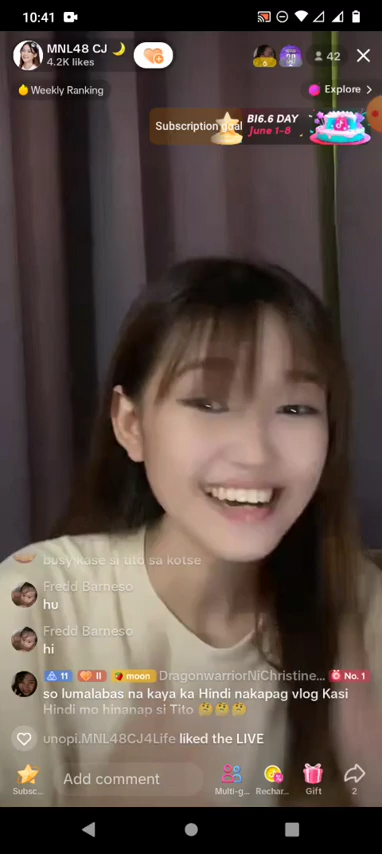 10:41
MNL48 CJ 🌙
4.2K likes
42
Weekly Ranking
Explore >
Subscription goal
BI6.6 DAY
June 1-8
busy kase si tito sa kotse
Fredd Barneso
hu
Fredd Barneso
hi
11 II moon DragonwarriorNiChristine... No. 1
so lumalabas na kaya ka Hindi nakapag vlog Kasi
Hindi mo hinanap si Tito 🤔🤔🤔
unopi.MNL48CJ4Life liked the LIVE
Add comment
Subsc... Multi-g... Rechar... Gift 2